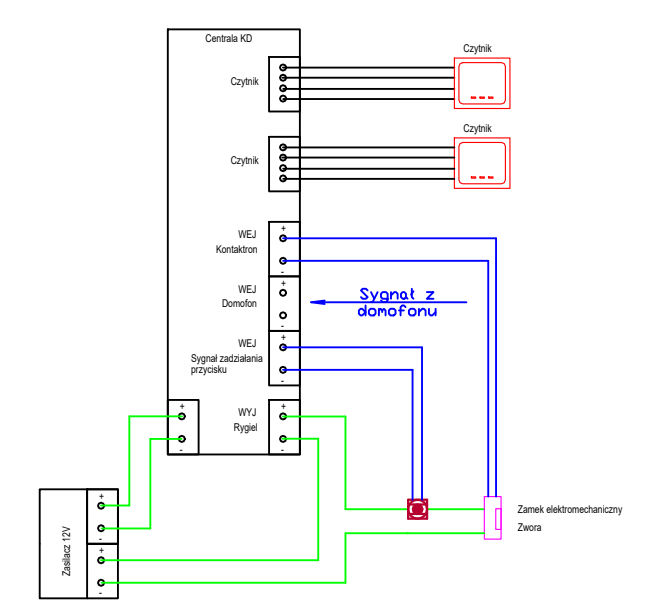 Centrala KD
Czytnik
Czytnik
Czytnik
Czytnik
WEJ
Kontaktron
+
-
WEJ
Domofon
+
-
Sygnał z
domofonu
WEJ
Sygnał zadziałania
przycisku
+
-
+
-
WYJ
Rygiel
+
-
Zasilacz 12V
+
-
+
-
Zamek elektromechaniczny
Zwora